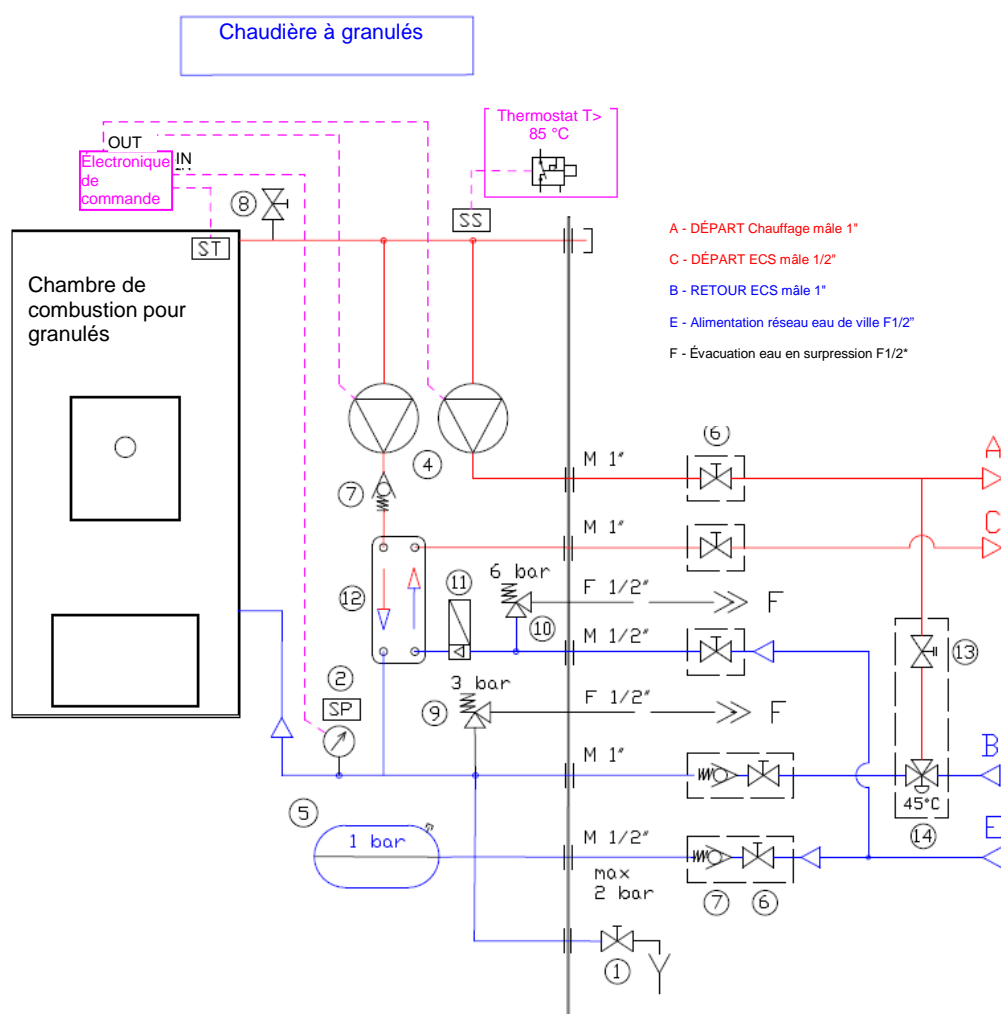 Chaudière à granulés
Thermostat T>
85 °C
OUT
IN
Électronique
de
commande
8
SS
ST
A - DÉPART Chauffage mâle 1"
C - DÉPART ECS mâle 1/2"
B - RETOUR ECS mâle 1"
E - Alimentation réseau eau de ville F1/2"
F - Évacuation eau en surpression F1/2*
Chambre de
combustion pour
granulés
6
A
4
M 1"
7
C
M 1"
6 bar
11
F 1/2"
12
F
10
M 1/2"
13
2
3 bar
SP
9
F 1/2"
F
B
M 1"
45°C
5
14
E
1 bar
M 1/2"
max
2 bar
7
6
1